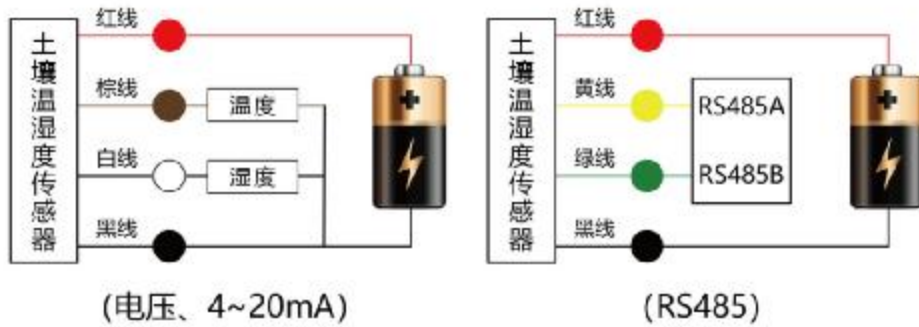 土壤温湿度传感器
红线
棕线
温度
白线
湿度
黑线
(电压、4~20mA)
土壤温湿度传感器
红线
黄线
RS485A
绿线
RS485B
黑线
(RS485)